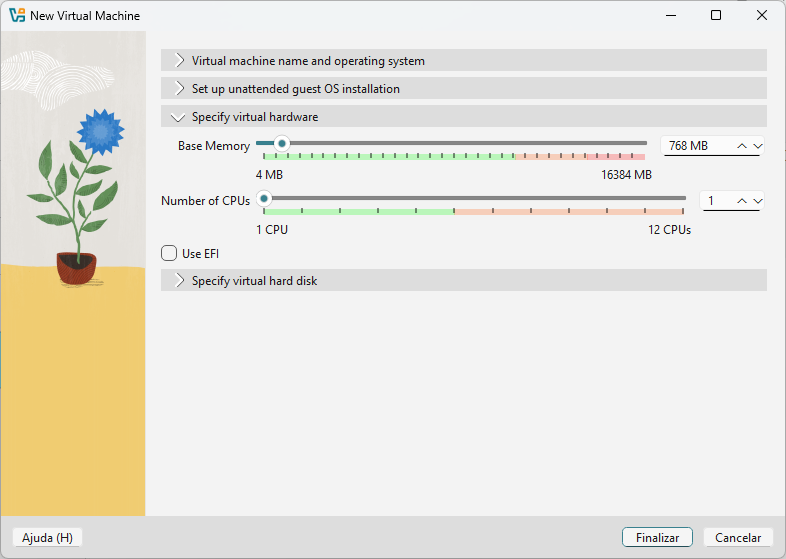 New Virtual Machine
Virtual machine name and operating system
Set up unattended guest OS installation
Specify virtual hardware
Base Memory
768 MB
4 MB
16384 MB
Number of CPUs
1
1 CPU
12 CPUs
Use EFI
Specify virtual hard disk
Ajuda (H)
Finalizar
Cancelar